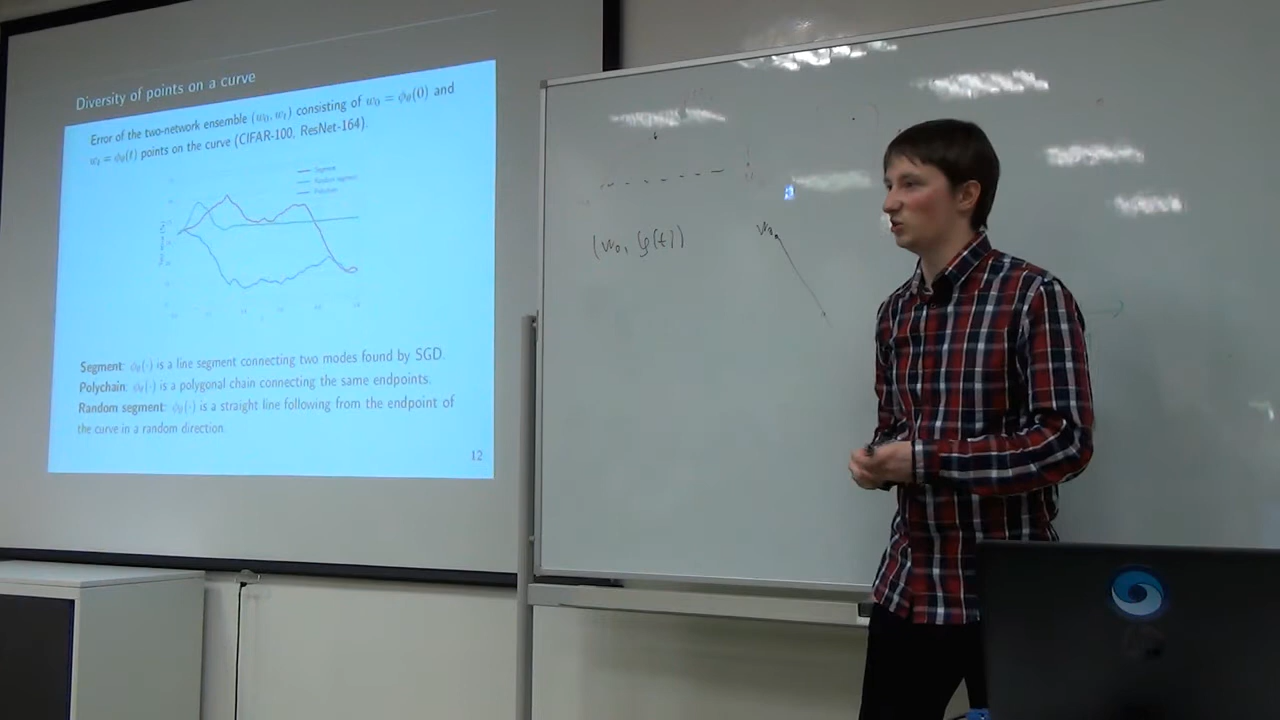 Diversity of points on a curve
Error of the two-network ensemble (w₀, wₜ) consisting of w₀ = ϕ_θ(0) and
wₜ = ϕ_θ(t) points on the curve (CIFAR-100, ResNet-164).
Segment
Random segment
Polychain
Segment: ϕ_θ(·) is a line segment connecting two modes found by SGD.
Polychain: ϕ_θ(·) is a polygonal chain connecting the same endpoints.
Random segment: ϕ_θ(·) is a straight line following from the endpoint of
the curve in a random direction.
12
(w₀, φ(t))